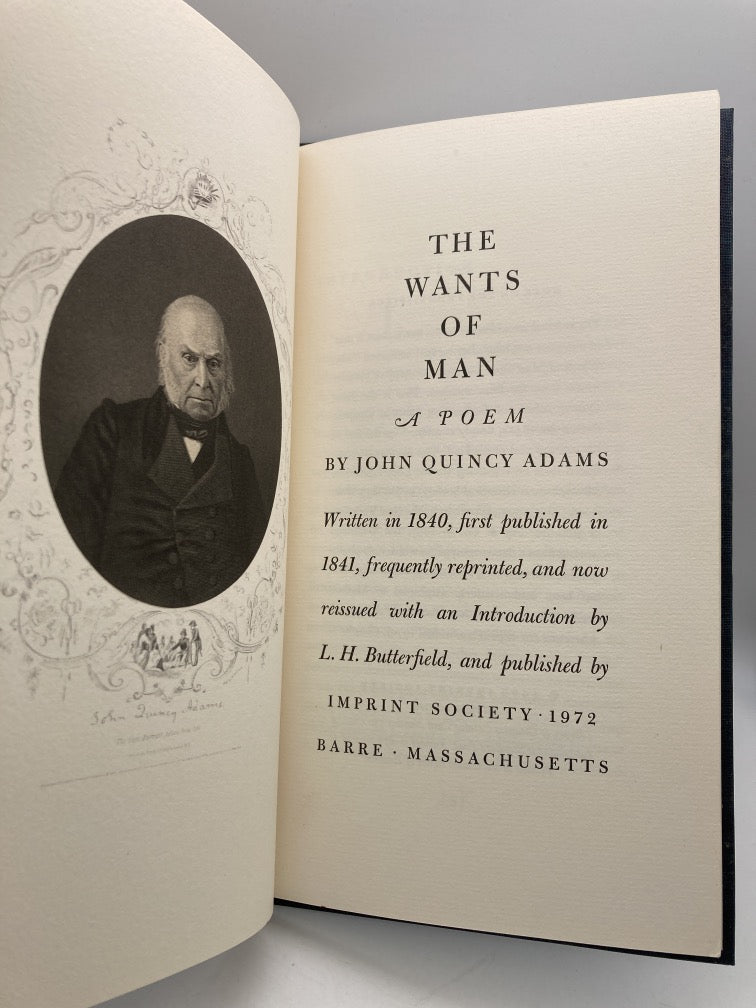 John Quincy Adams
THE
WANTS
OF
MAN
A POEM
BY JOHN QUINCY ADAMS
Written in 1840, first published in
1841, frequently reprinted, and now
reissued with an Introduction by
L. H. Butterfield, and published by
IMPRINT SOCIETY · 1972
BARRE · MASSACHUSETTS